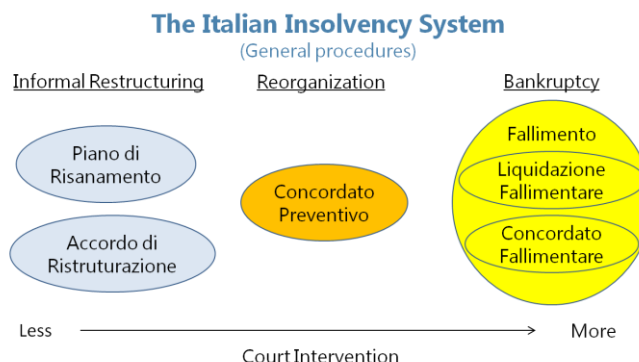 The Italian Insolvency System
(General procedures)
Informal Restructuring
Reorganization
Bankruptcy
Piano di
Risanamento
Accordo di
Ristruturazione
Concordato
Preventivo
Fallimento
Liquidazione
Fallimentare
Concordato
Fallimentare
Less
More
Court Intervention